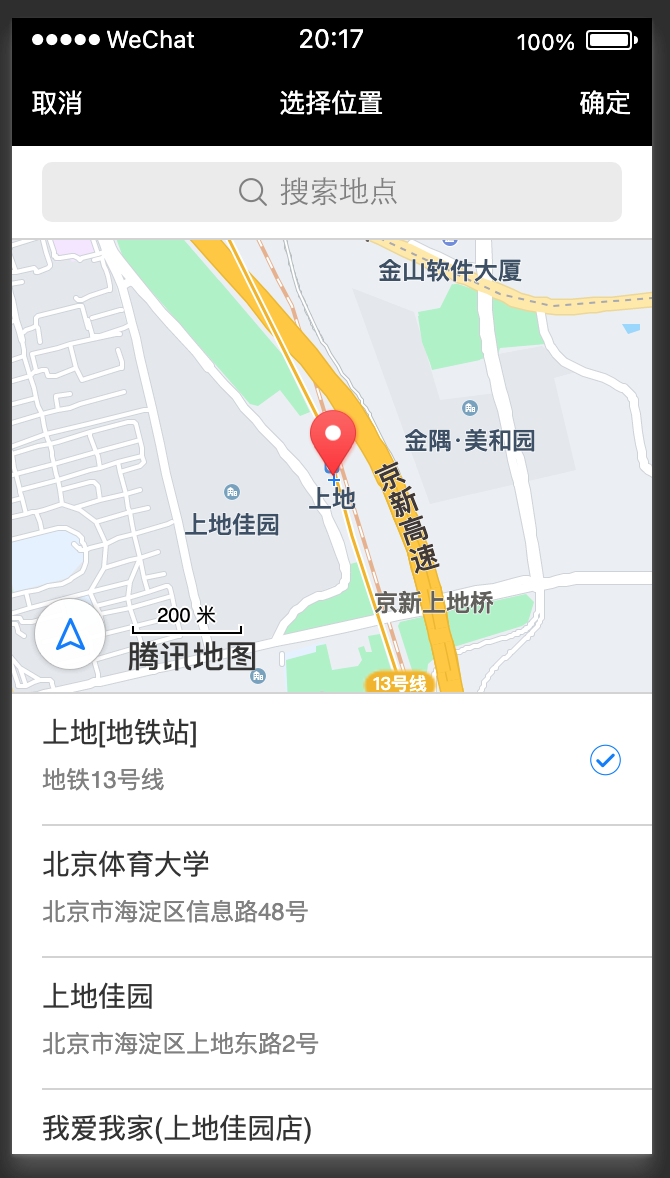 WeChat 20:17 100%
取消 选择位置 确定
搜索地点
金山软件大厦
金隅·美和园
上地
上地佳园
京新高速
京新上地桥
200 米
腾讯地图
13号线
上地[地铁站]
地铁13号线
北京体育大学
北京市海淀区信息路48号
上地佳园
北京市海淀区上地东路2号
我爱我家(上地佳园店)